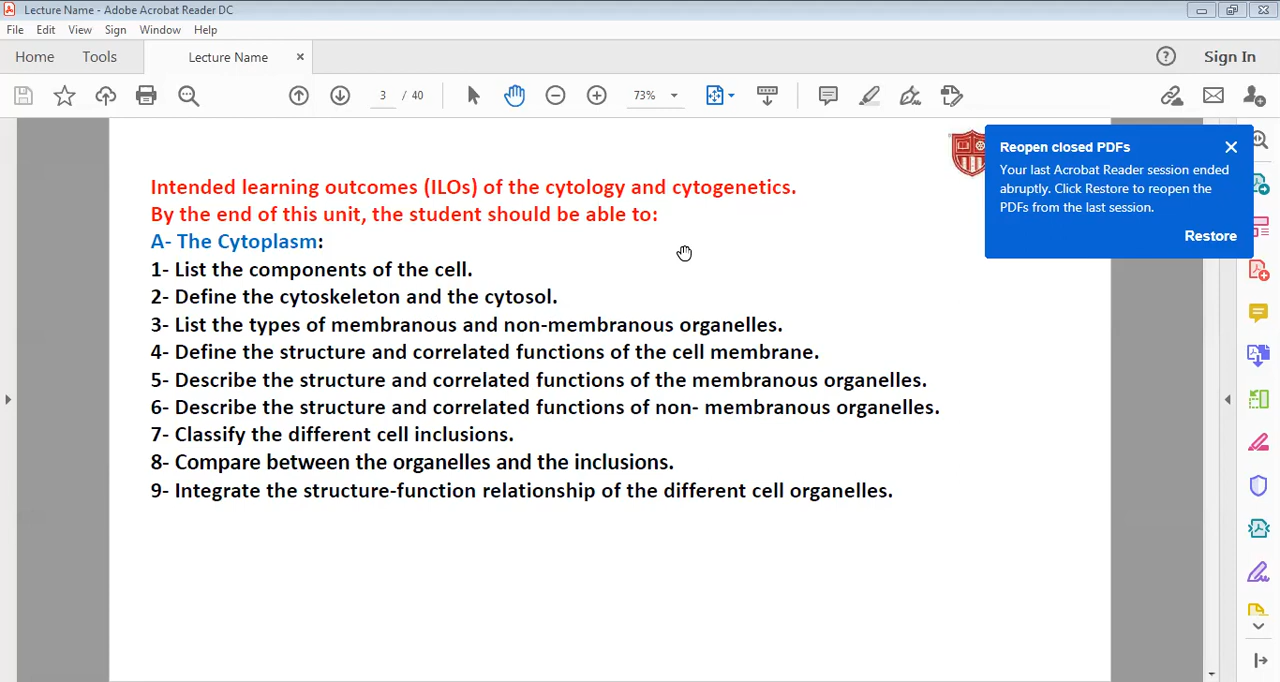 Lecture Name - Adobe Acrobat Reader DC
File Edit View Sign Window Help
Home Tools Lecture Name Sign In
3 / 40 73%
Reopen closed PDFs
Your last Acrobat Reader session ended
abruptly. Click Restore to reopen the
PDFs from the last session.
Restore
Intended learning outcomes (ILOs) of the cytology and cytogenetics.
By the end of this unit, the student should be able to:
A- The Cytoplasm:
1- List the components of the cell.
2- Define the cytoskeleton and the cytosol.
3- List the types of membranous and non-membranous organelles.
4- Define the structure and correlated functions of the cell membrane.
5- Describe the structure and correlated functions of the membranous organelles.
6- Describe the structure and correlated functions of non- membranous organelles.
7- Classify the different cell inclusions.
8- Compare between the organelles and the inclusions.
9- Integrate the structure-function relationship of the different cell organelles.